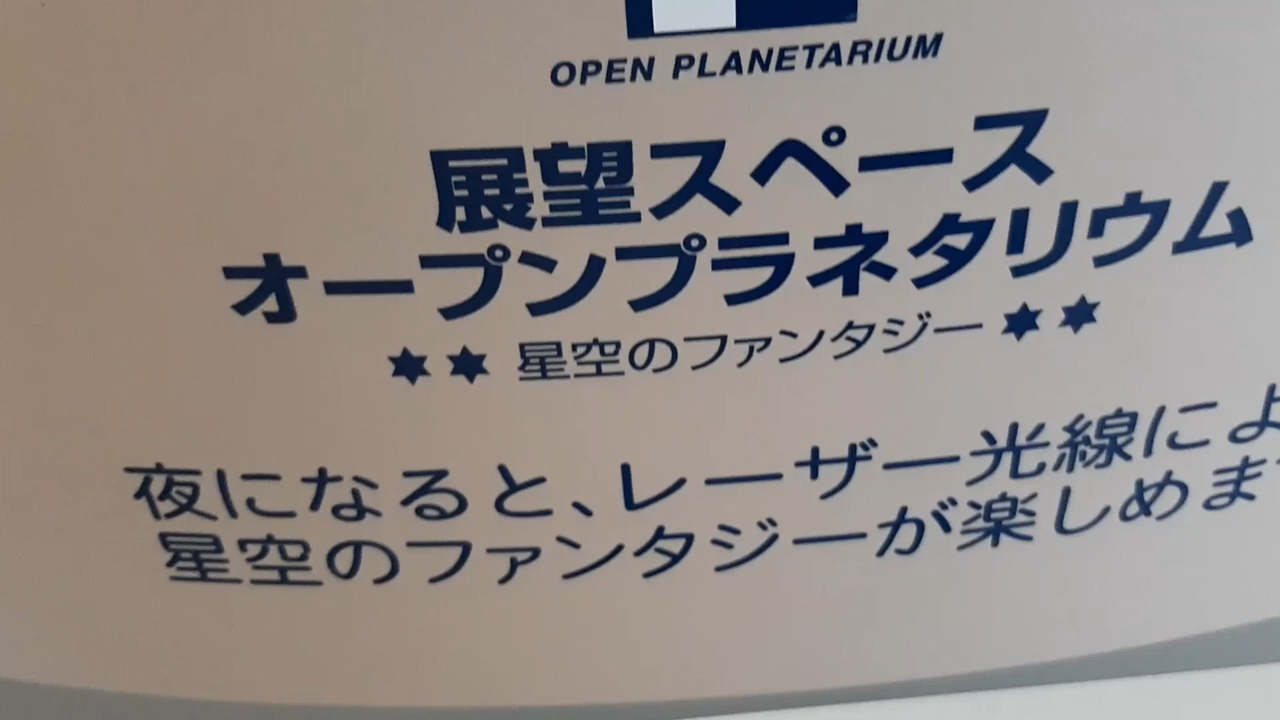 OPEN PLANETARIUM
展望スペース
オープンプラネタリウム
★★ 星空のファンタジー ★★
夜になると、レーザー光線によ
星空のファンタジーが楽しめま